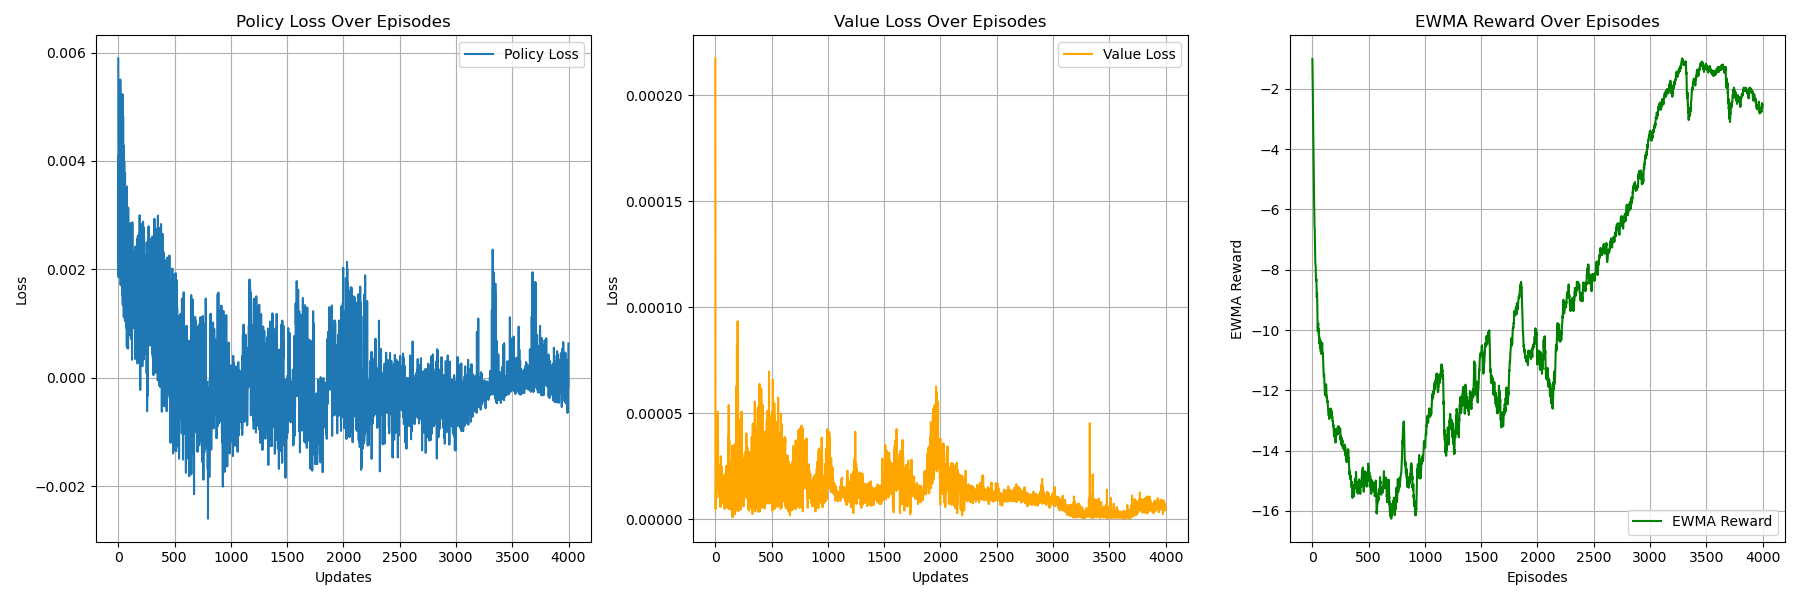 Policy Loss Over Episodes
Policy Loss
0.006
0.004
0.002
0.000
−0.002
Loss
0 500 1000 1500 2000 2500 3000 3500 4000
Updates
Value Loss Over Episodes
Value Loss
0.00020
0.00015
0.00010
0.00005
0.00000
Loss
0 500 1000 1500 2000 2500 3000 3500 4000
Updates
EWMA Reward Over Episodes
−2
−4
−6
−8
−10
−12
−14
−16
EWMA Reward
EWMA Reward
0 500 1000 1500 2000 2500 3000 3500 4000
Episodes